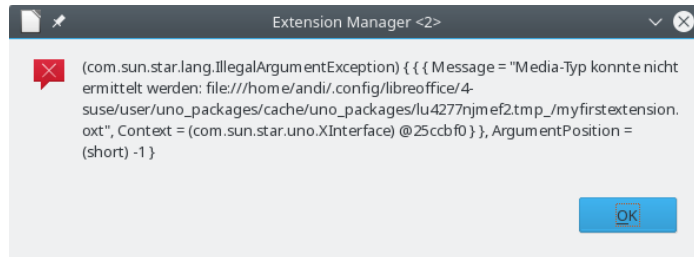 Extension Manager <2>
(com.sun.star.lang.IllegalArgumentException) { { { Message = "Media-Typ konnte nicht
ermittelt werden: file:///home/andi/.config/libreoffice/4-
suse/user/uno_packages/cache/uno_packages/lu4277njmef2.tmp_/myfirstextension.
oxt", Context = (com.sun.star.uno.XInterface) @25ccbf0 } }, ArgumentPosition =
(short) -1 }
OK